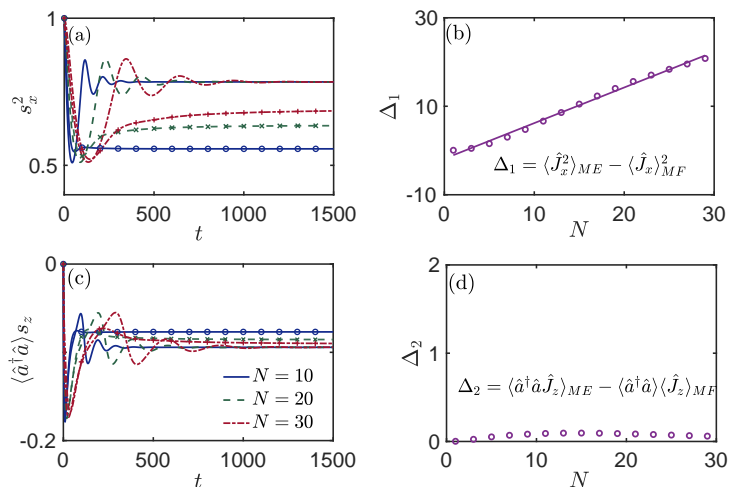 (a)
1
0.5
s_x^2
0 500 1000 1500
t
(b)
30
10
-10
Δ_1
Δ_1 = ⟨Ĵ_x^2⟩_{ME} − ⟨Ĵ_x⟩^2_{MF}
0 10 20 30
N
(c)
0
-0.2
⟨â†â⟩s_z
N = 10
N = 20
N = 30
0 500 1000 1500
t
(d)
2
1
0
Δ_2
Δ_2 = ⟨â†âĴ_z⟩_{ME} − ⟨â†â⟩⟨Ĵ_z⟩_{MF}
0 10 20 30
N